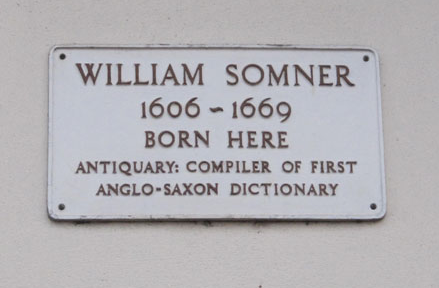 WILLIAM SOMNER
1606 ~ 1669
BORN HERE
ANTIQUARY: COMPILER OF FIRST
ANGLO-SAXON DICTIONARY